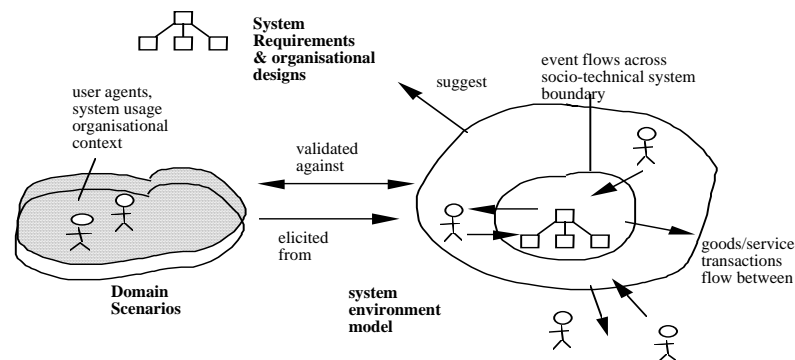 System
Requirements
& organisational
designs
event flows across
socio-technical system
boundary
suggest
user agents,
system usage
organisational
context
validated
against
elicited
from
goods/service
transactions
flow between
Domain
Scenarios
system
environment
model